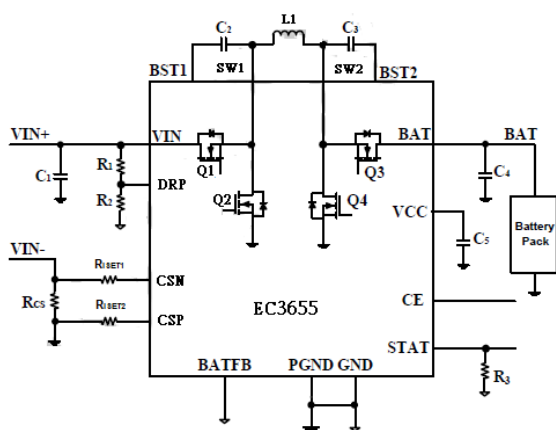 L1
C2
C3
SW1
SW2
BST1
BST2
VIN+
VIN
BAT
BAT
R1
Q1
Q3
C1
DRP
C4
R2
Q2
Q4
VCC
Battery
Pack
VIN-
C5
RISET1
CSN
CE
RCS
EC3655
RISET2
CSP
STAT
BATFB
PGND
GND
R3